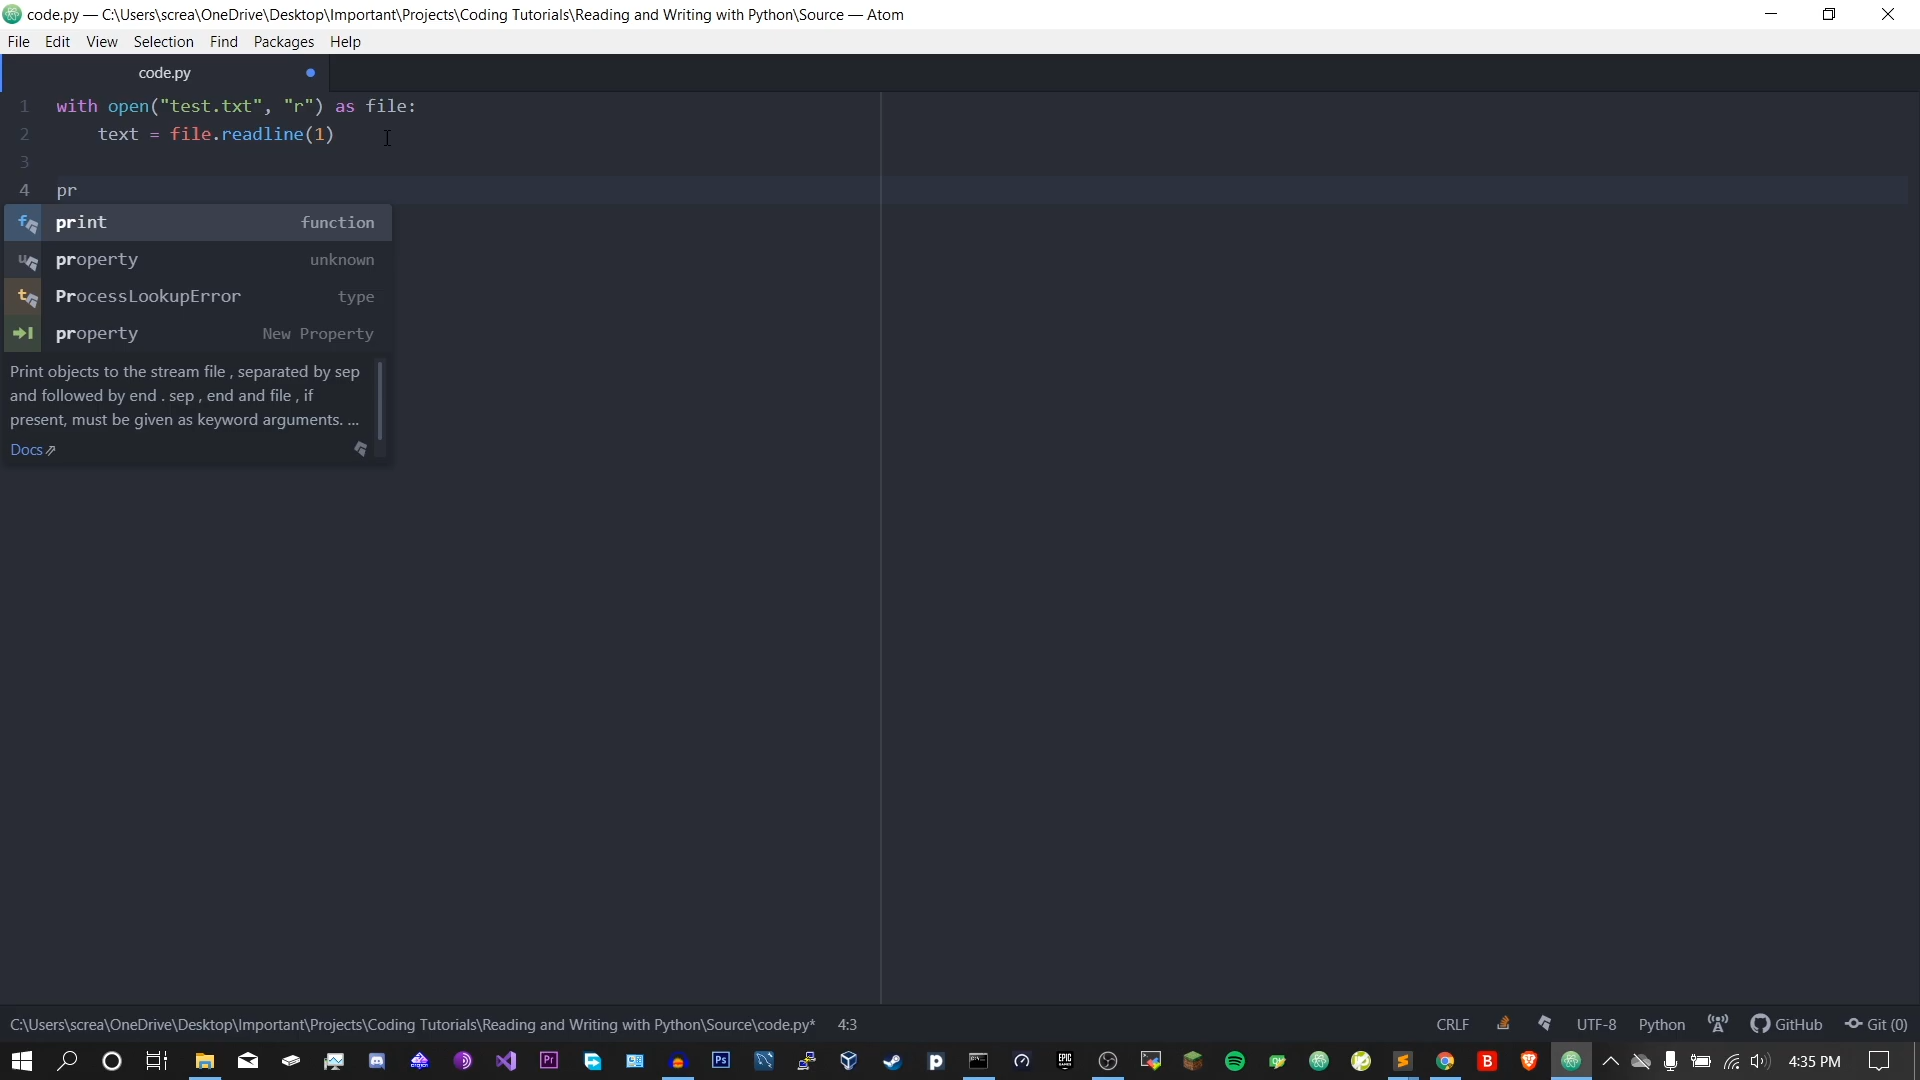 code.py — C:\Users\screa\OneDrive\Desktop\Important\Projects\Coding Tutorials\Reading and Writing with Python\Source — Atom
File Edit View Selection Find Packages Help
code.py
1 with open("test.txt", "r") as file:
2 text = file.readline(1)
3
4 pr
f print function
u property unknown
t ProcessLookupError type
property New Property
Print objects to the stream file , separated by sep
and followed by end . sep , end and file , if
present, must be given as keyword arguments. ...
Docs
C:\Users\screa\OneDrive\Desktop\Important\Projects\Coding Tutorials\Reading and Writing with Python\Source\code.py* 4:3
CRLF UTF-8 Python GitHub Git (0)
Pr Ps EPIC GAMES B 4:35 PM